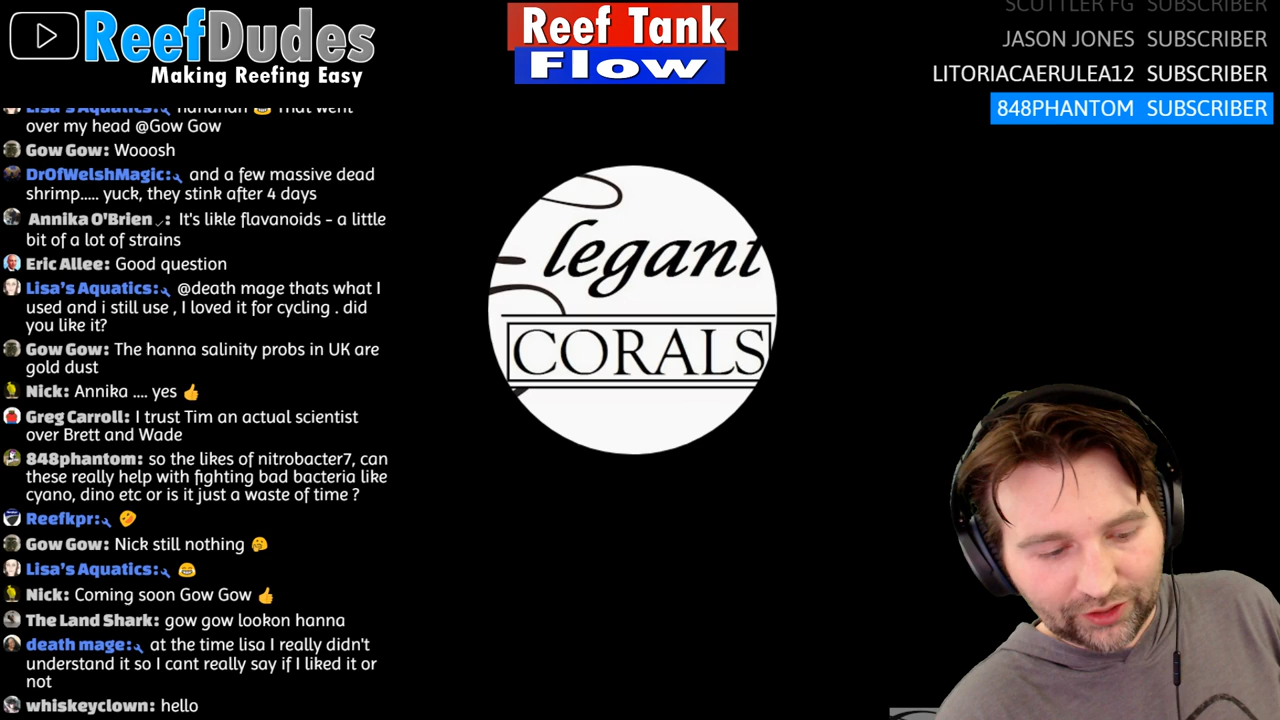 ReefDudes
Making Reefing Easy
Reef Tank
Flow
SCOTTLER FG SUBSCRIBER
JASON JONES SUBSCRIBER
LITORIACAERULEA12 SUBSCRIBER
848PHANTOM SUBSCRIBER
legant
CORALS
Lisa's Aquatics: hahahah 😂 That went
over my head @Gow Gow
Gow Gow: Wooosh
DrOfWelshMagic: and a few massive dead
shrimp..... yuck, they stink after 4 days
Annika O'Brien : It's likle flavanoids - a little
bit of a lot of strains
Eric Allee: Good question
Lisa's Aquatics: @death mage thats what I
used and i still use , I loved it for cycling . did
you like it?
Gow Gow: The hanna salinity probs in UK are
gold dust
Nick: Annika .... yes 👍
Greg Carroll: I trust Tim an actual scientist
over Brett and Wade
848phantom: so the likes of nitrobacter7, can
these really help with fighting bad bacteria like
cyano, dino etc or is it just a waste of time ?
Reefkpr: 🤣
Gow Gow: Nick still nothing 🤔
Lisa's Aquatics: 😂
Nick: Coming soon Gow Gow 👍
The Land Shark: gow gow lookon hanna
death mage: at the time lisa I really didn't
understand it so I cant really say if I liked it or
not
whiskeyclown: hello